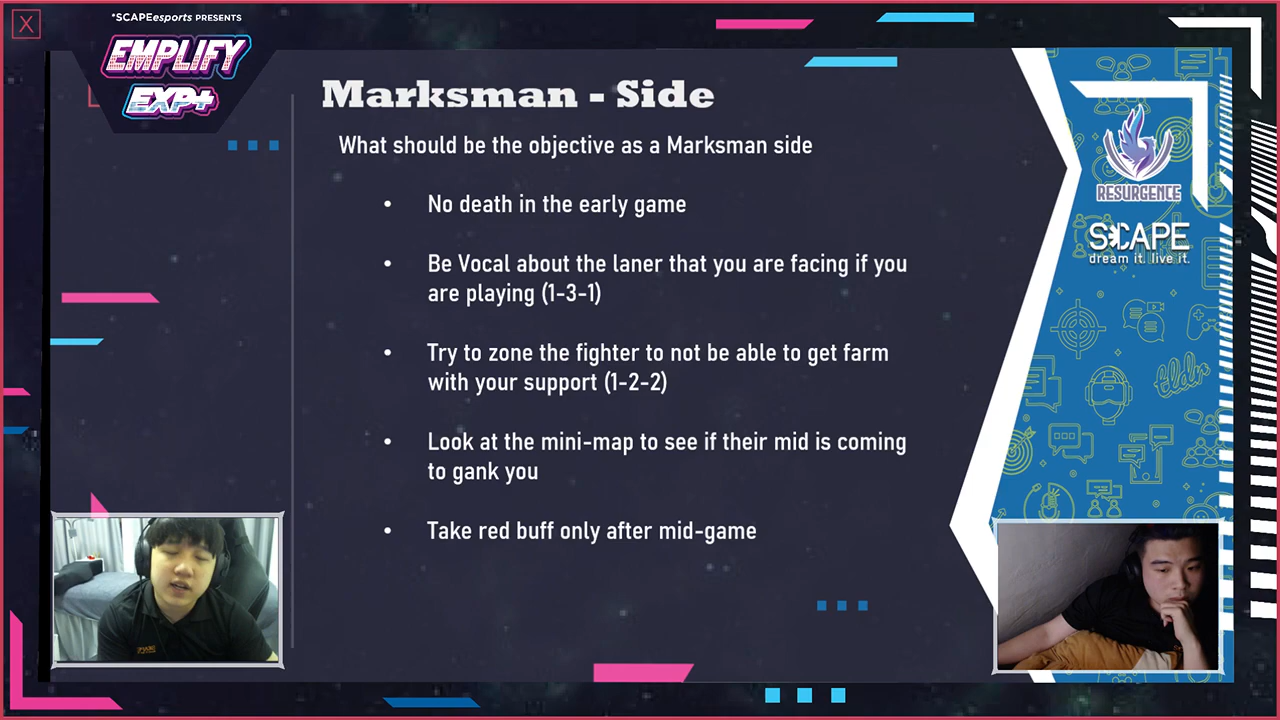 *SCAPEesports PRESENTS
EMPLIFY
EXP+
Marksman - Side
What should be the objective as a Marksman side
• No death in the early game
• Be Vocal about the laner that you are facing if you
are playing (1-3-1)
• Try to zone the fighter to not be able to get farm
with your support (1-2-2)
• Look at the mini-map to see if their mid is coming
to gank you
• Take red buff only after mid-game
RESURGENCE
S*CAPE
dream it. live it.
tldr